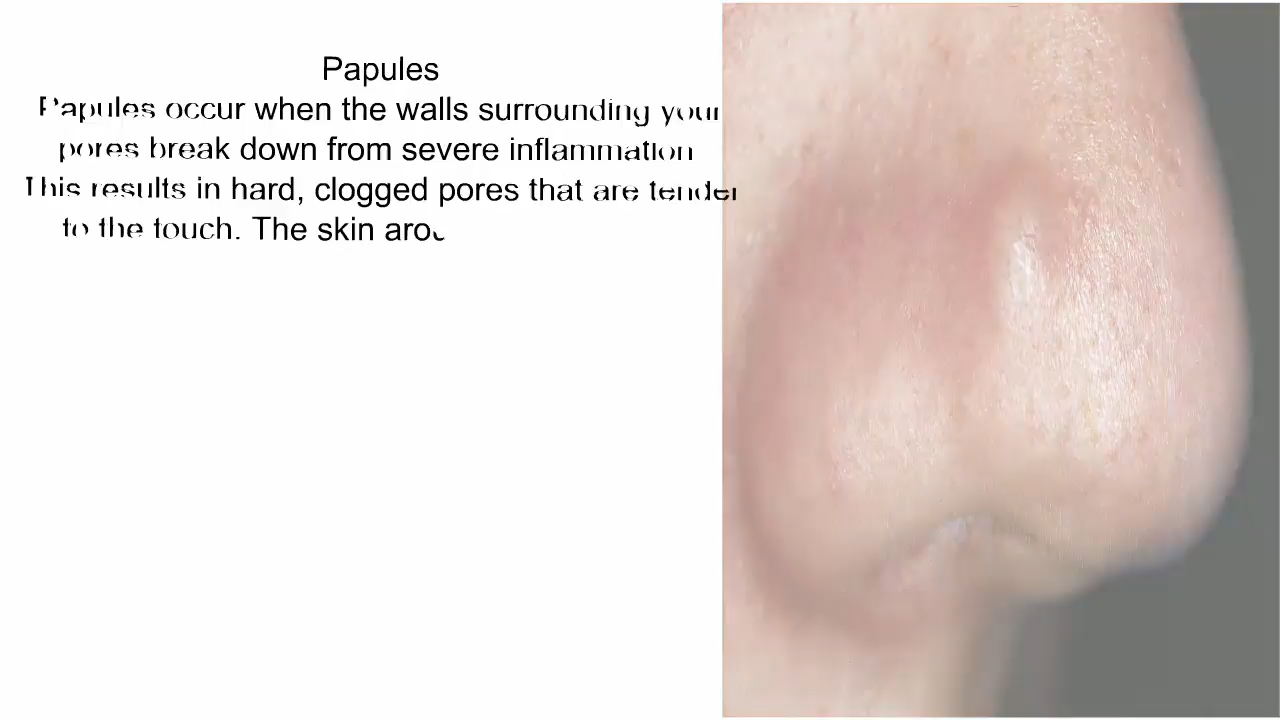 Papules
Papules occur when the walls surrounding your
pores break down from severe inflammation
This results in hard, clogged pores that are tender
to the touch. The skin